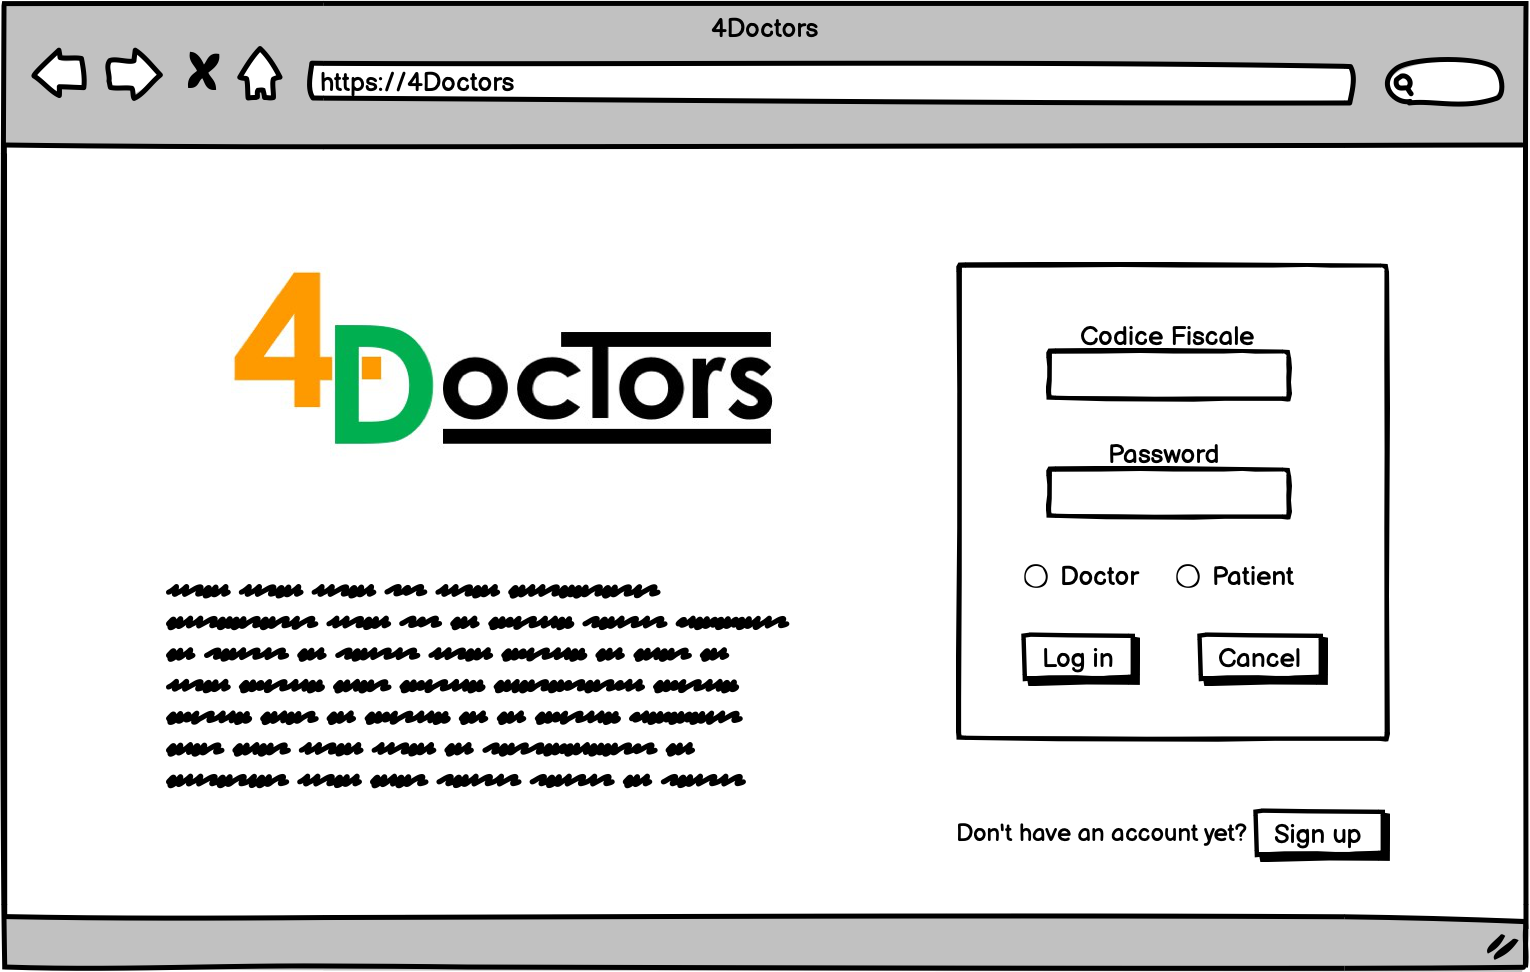 4Doctors
https://4Doctors
4Doctors
Codice Fiscale
Password
Doctor Patient
Log in Cancel
Don't have an account yet? Sign up